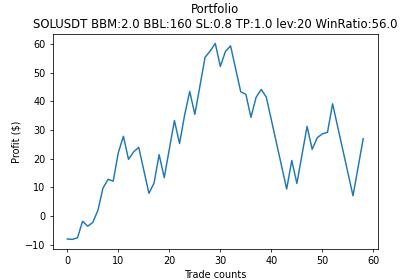 Portfolio
SOLUSDT BBM:2.0 BBL:160 SL:0.8 TP:1.0 lev:20 WinRatio:56.0
60
50
40
30
20
10
0
−10
Profit ($)
0 10 20 30 40 50 60
Trade counts